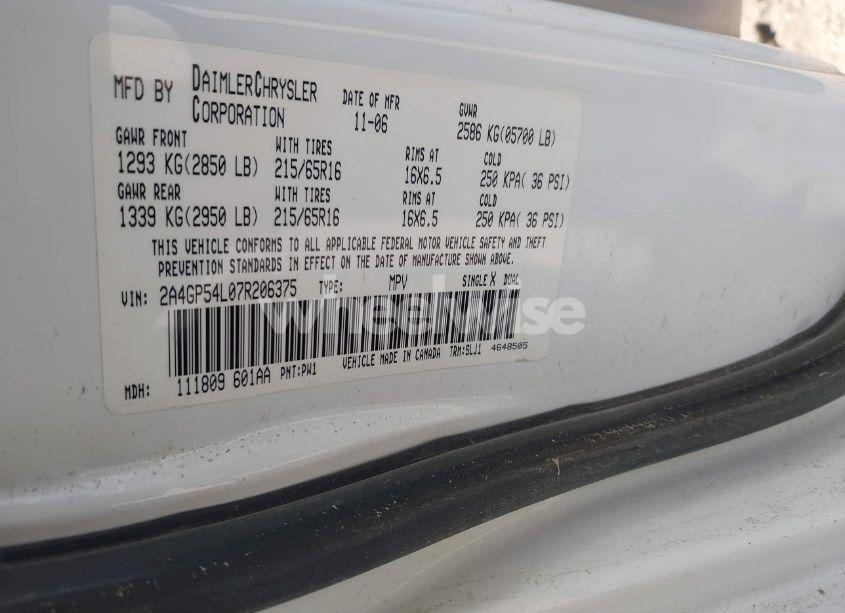 MFD BY DAIMLERCHRYSLER CORPORATION DATE OF MFR 11-06 GVWR 2586 KG(05700 LB)
GAWR FRONT WITH TIRES RIMS AT COLD
1293 KG(2850 LB) 215/65R16 16X6.5 250 KPA( 36 PSI)
GAWR REAR WITH TIRES RIMS AT COLD
1339 KG(2950 LB) 215/65R16 16X6.5 250 KPA( 36 PSI)
THIS VEHICLE CONFORMS TO ALL APPLICABLE FEDERAL MOTOR VEHICLE SAFETY AND THEFT
PREVENTION STANDARDS IN EFFECT ON THE DATE OF MANUFACTURE SHOWN ABOVE.
VIN: 2A4GP54L07R206375 TYPE: MPV SINGLE X DUAL
wheelwise
MDH: 111809 601AA PNT:PW1 VEHICLE MADE IN CANADA TRM:SLJ1 4648505